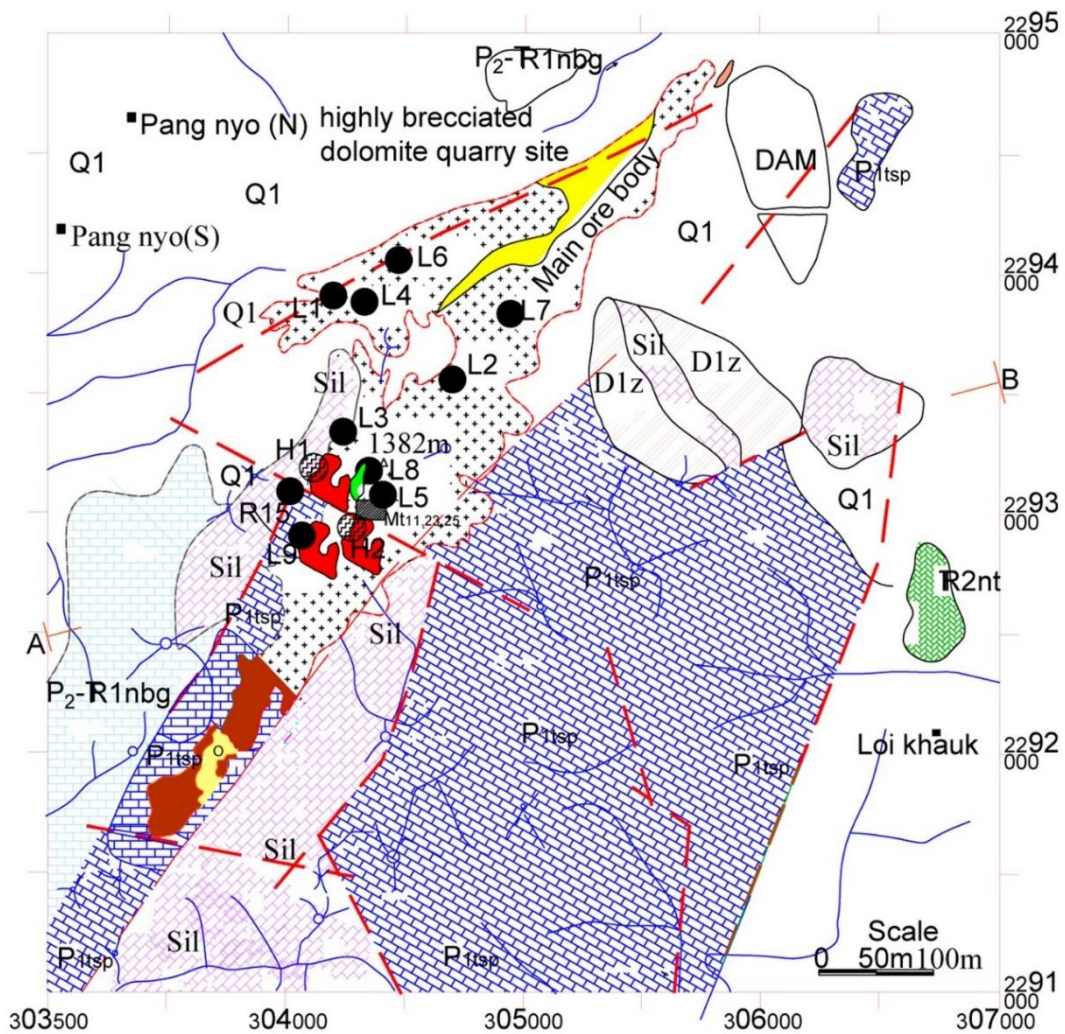 2295
000
P2-TR1nbg
Pang nyo (N)
highly brecciated
dolomite quarry site
Q1
Q1
DAM
P1tsp
Pang nyo(S)
Main ore body
Q1
2294
000
L6
L1
L4
Q1
L7
Sil
D1z
D1z
Sil
L2
B
L3
1382m
Sil
H1
L8
Q1
L5
Q1
2293
000
R15
Mt11,23,25
L9
H2
Sil
P1tsp
TR2nt
P1tsp
Sil
A
P2-TR1nbg
P1tsp
P1tsp
P1tsp
Loi khauk
2292
000
Sil
Sil
P1tsp
P1tsp
Scale
0 50m100m
2291
000
303500 304000 305000 306000 307000